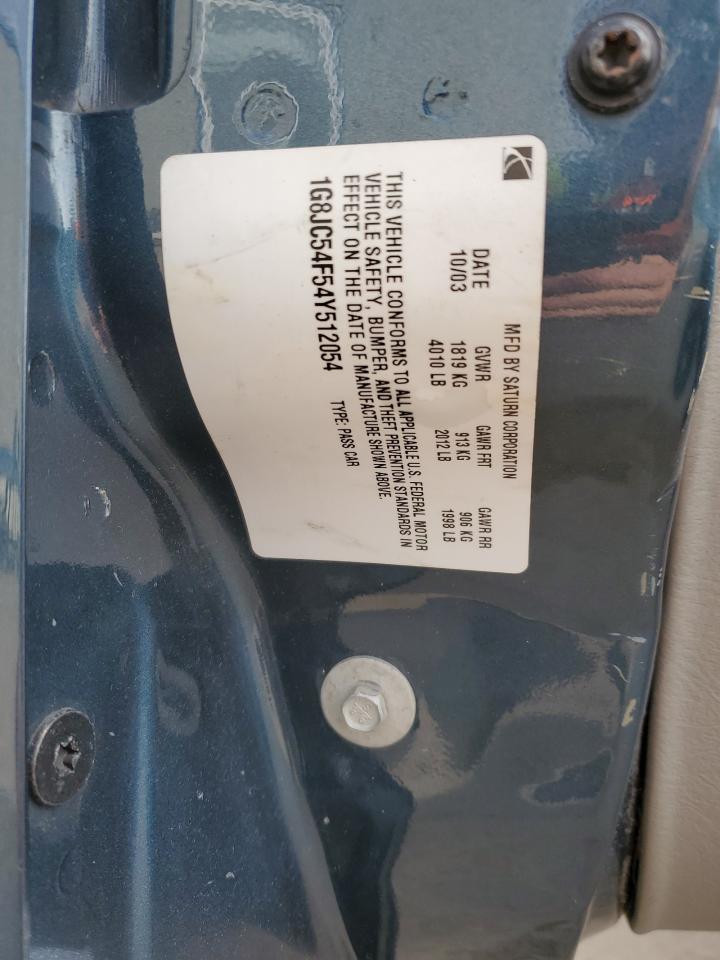 MFD BY SATURN CORPORATION
DATE GVWR GAWR FRT GAWR RR
10/03 1819 KG 913 KG 906 KG
4010 LB 2012 LB 1998 LB
THIS VEHICLE CONFORMS TO ALL APPLICABLE U.S. FEDERAL MOTOR
VEHICLE SAFETY, BUMPER, AND THEFT PREVENTION STANDARDS IN
EFFECT ON THE DATE OF MANUFACTURE SHOWN ABOVE.
1G8JC54F54Y512054 TYPE: PASS CAR